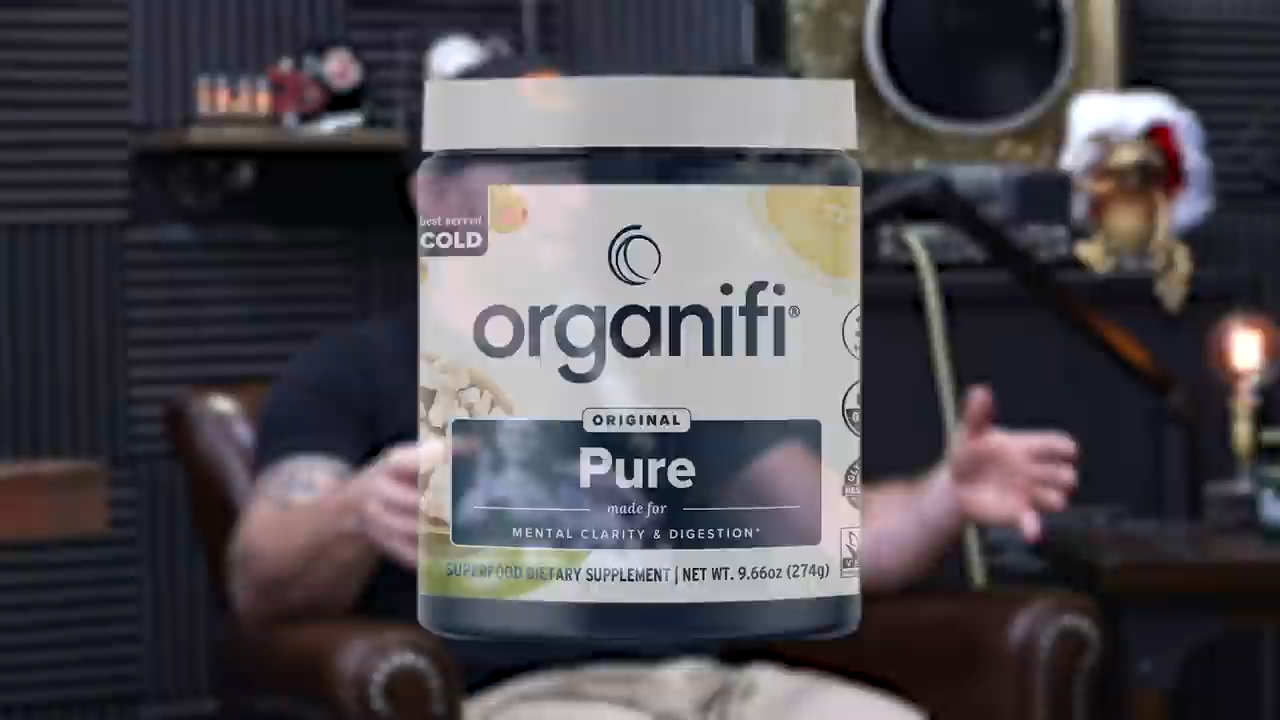 best served
COLD
organifi®
ORIGINAL
Pure
made for
MENTAL CLARITY & DIGESTION*
SUPERFOOD DIETARY SUPPLEMENT | NET WT. 9.66oz (274g)